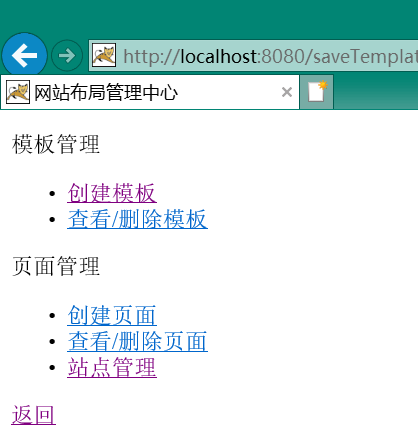 http://localhost:8080/saveTemplat
网站布局管理中心
模板管理
创建模板
查看/删除模板
页面管理
创建页面
查看/删除页面
站点管理
返回